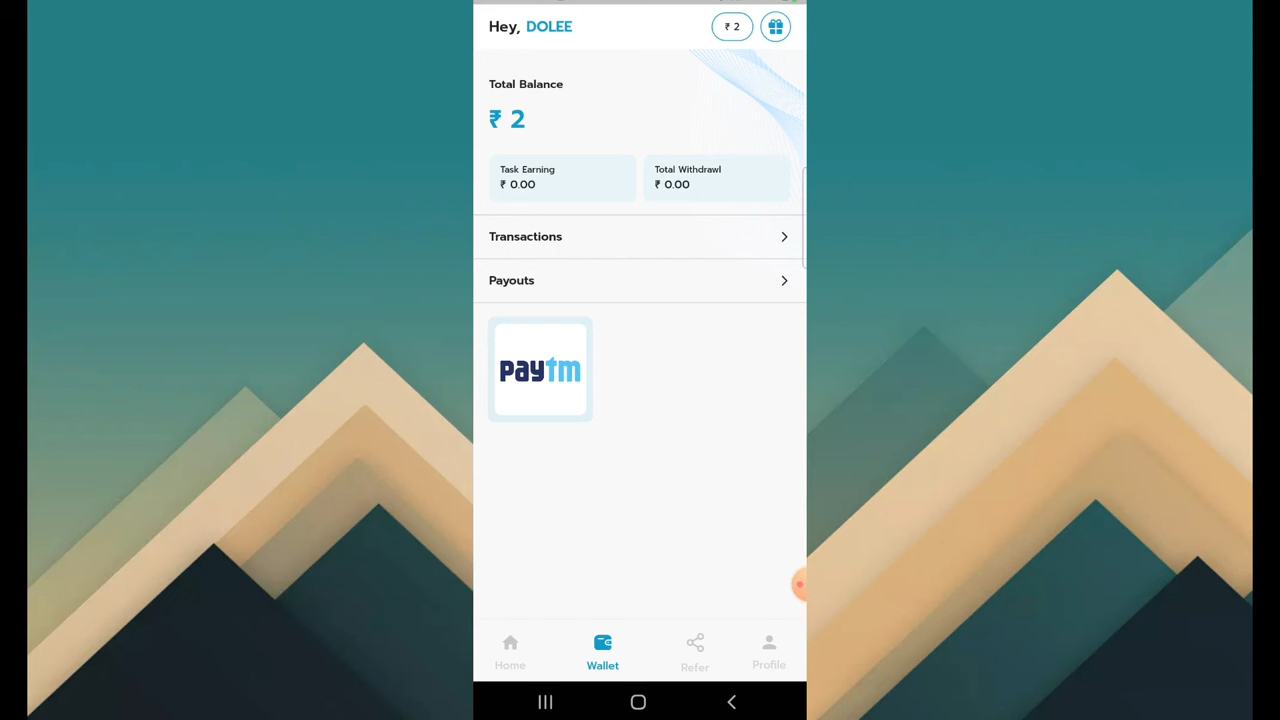 Hey, DOLEE
₹ 2
Total Balance
₹ 2
Task Earning
₹ 0.00
Total Withdrawl
₹ 0.00
Transactions
Payouts
paytm
Home
Wallet
Refer
Profile